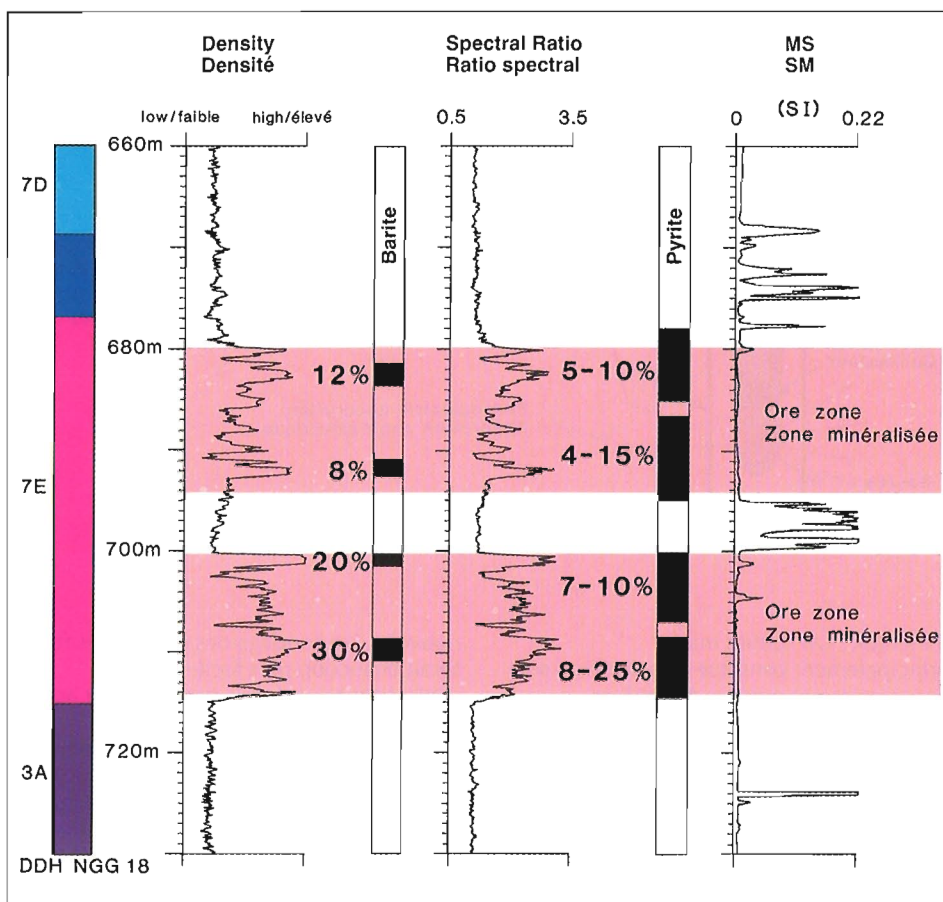 Density
Densité
Spectral Ratio
Ratio spectral
MS
SM
(SI)
low/faible high/élevé
0.5 3.5
0 0.22
660m
7D
Barite
Pyrite
680m
12%
5-10%
Ore zone
Zone minéralisée
8%
4-15%
7E
700m
20%
7-10%
Ore zone
Zone minéralisée
30%
8-25%
720m
3A
DDH NGG 18